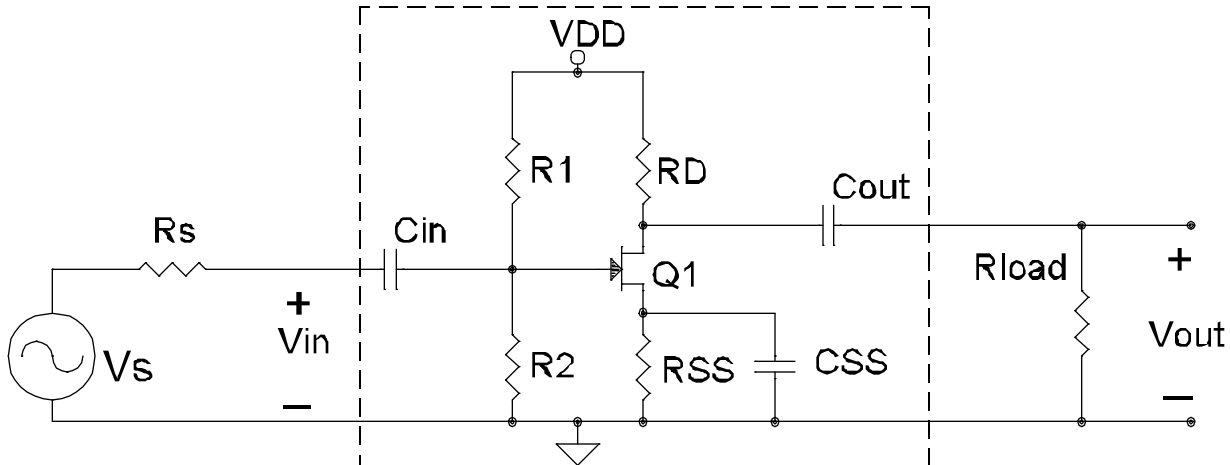 VDD
R1
RD
Cout
Rs
Cin
Q1
Rload
+
+
Vin
Vs
R2
RSS
CSS
Vout
−
−